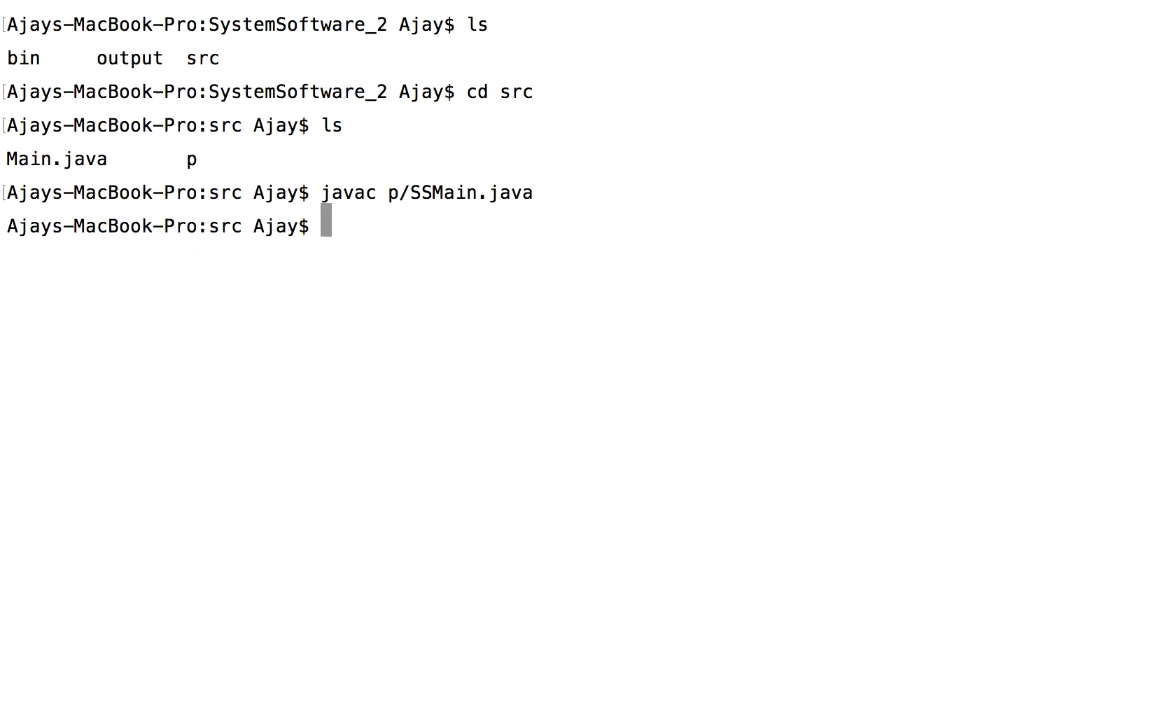 [Ajays-MacBook-Pro:SystemSoftware_2 Ajay$ ls
bin     output  src
[Ajays-MacBook-Pro:SystemSoftware_2 Ajay$ cd src
[Ajays-MacBook-Pro:src Ajay$ ls
Main.java       p
[Ajays-MacBook-Pro:src Ajay$ javac p/SSMain.java
Ajays-MacBook-Pro:src Ajay$